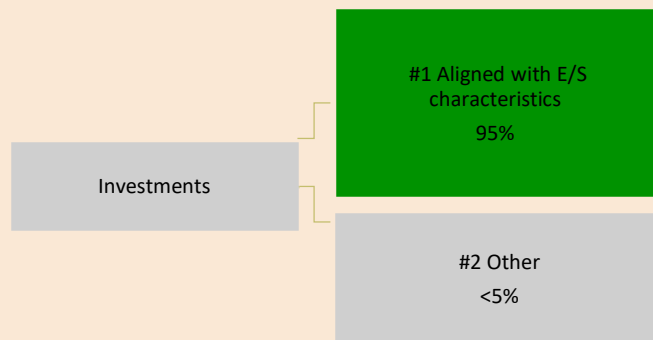 Investments
#1 Aligned with E/S
characteristics
95%
#2 Other
<5%